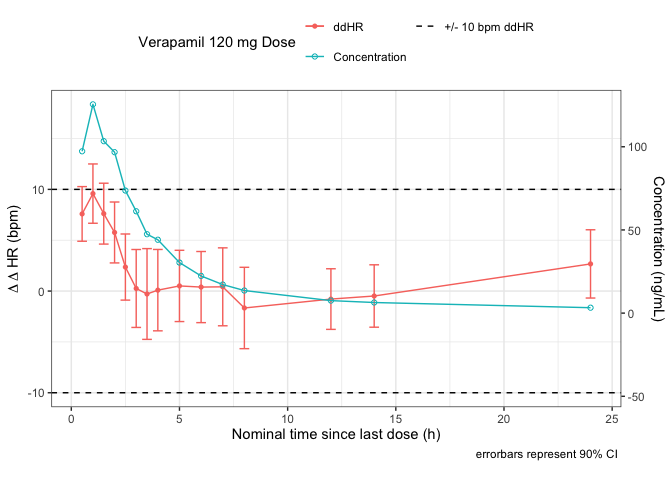 Verapamil 120 mg Dose
ddHR
+/- 10 bpm ddHR
Concentration
Δ Δ HR (bpm)
10
0
-10
Concentration (ng/mL)
100
50
0
-50
0 5 10 15 20 25
Nominal time since last dose (h)
errorbars represent 90% CI